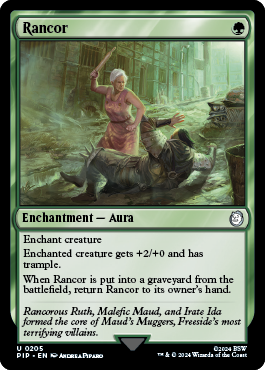 Rancor
Enchantment — Aura
Enchant creature
Enchanted creature gets +2/+0 and has
trample.
When Rancor is put into a graveyard from the
battlefield, return Rancor to its owner's hand.
Rancorous Ruth, Malefic Maud, and Irate Ida
formed the core of Maud's Muggers, Freeside's most
terrifying villains.
U 0205
PIP • EN Andrea Piparo
©2024 BSW
™ & © 2024 Wizards of the Coast